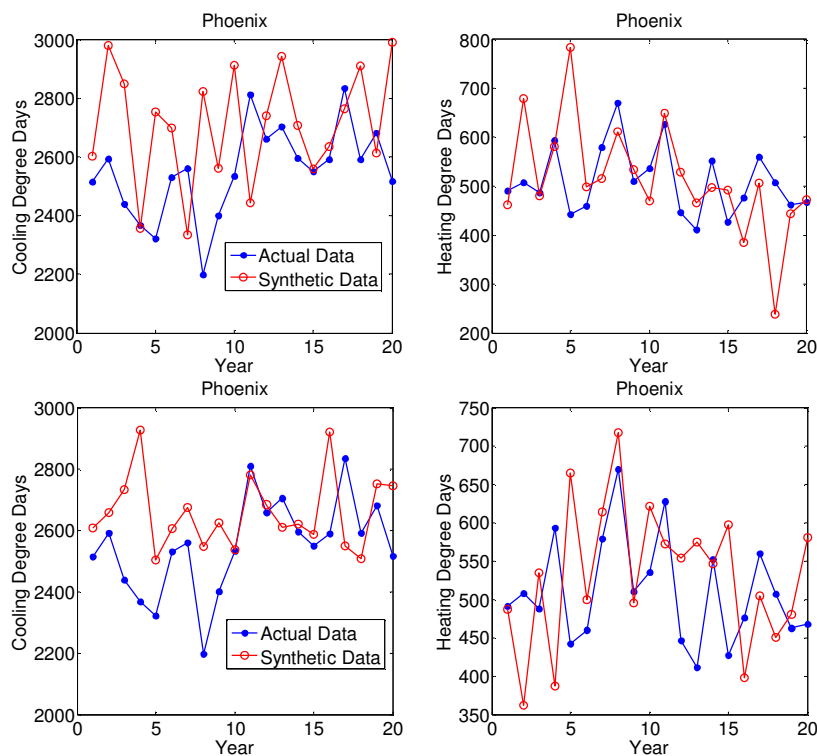 Phoenix
3000
2800
2600
2400
2200
2000
Cooling Degree Days
Actual Data
Synthetic Data
0 5 10 15 20
Year
Phoenix
800
700
600
500
400
300
200
Heating Degree Days
0 5 10 15 20
Year
Phoenix
3000
2800
2600
2400
2200
2000
Cooling Degree Days
Actual Data
Synthetic Data
0 5 10 15 20
Year
Phoenix
750
700
650
600
550
500
450
400
350
Heating Degree Days
0 5 10 15 20
Year